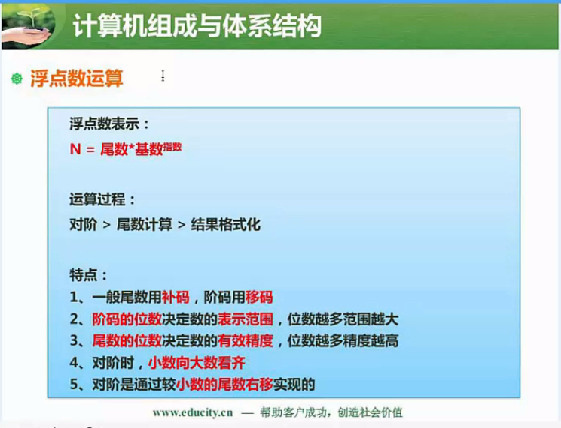 计算机组成与体系结构
浮点数运算
浮点数表示：
N = 尾数*基数指数
运算过程：
对阶 > 尾数计算 > 结果格式化
特点：
1、一般尾数用补码，阶码用移码
2、阶码的位数决定数的表示范围，位数越多范围越大
3、尾数的位数决定数的有效精度，位数越多精度越高
4、对阶时，小数向大数看齐
5、对阶是通过较小数的尾数右移实现的
www.educity.cn — 帮助客户成功，创造社会价值